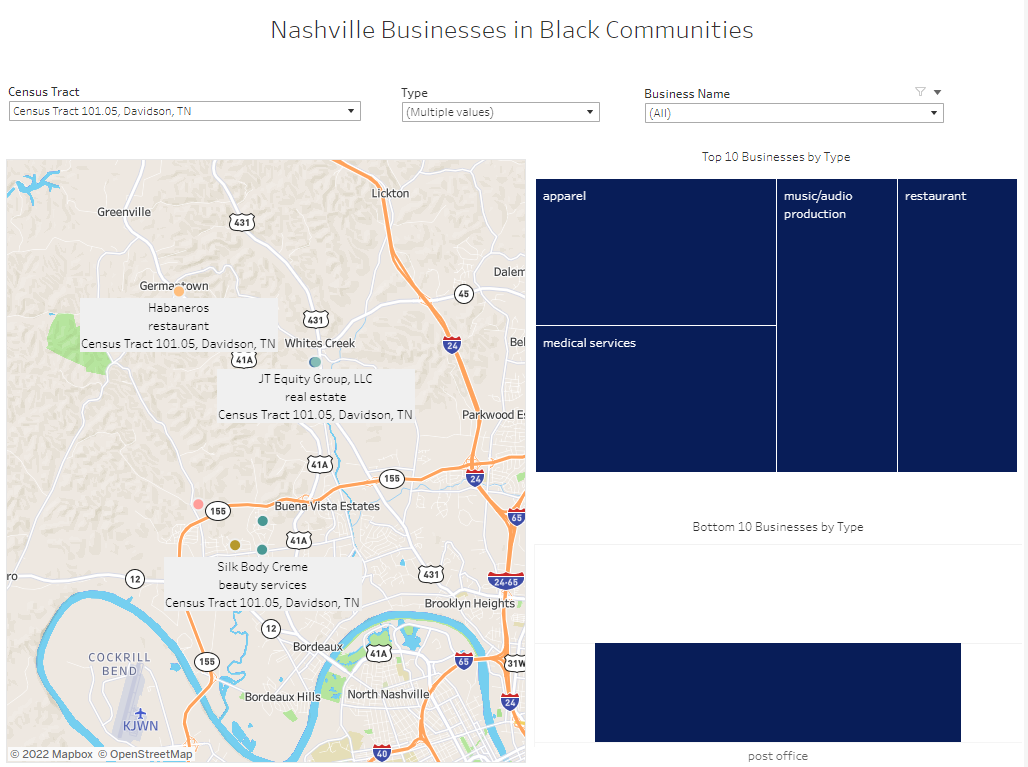 Nashville Businesses in Black Communities
Census Tract
Type
Business Name
Census Tract 101.05, Davidson, TN
(Multiple values)
(All)
Top 10 Businesses by Type
Lickton
Greenville
431
apparel
music/audio
production
restaurant
Dalem
Germantown
45
Habaneros
restaurant
Census Tract 101.05, Davidson, TN
431
Whites Creek
24
Bel
41A
medical services
JT Equity Group, LLC
real estate
Census Tract 101.05, Davidson, TN
Parkwood Es
41A
155
24
155
Buena Vista Estates
65
41A
Bottom 10 Businesses by Type
Silk Body Creme
beauty services
Census Tract 101.05, Davidson, TN
ro
12
431
24-65
Brooklyn Heights
12
Bordeaux
41A
COCKRILL
BEND
155
65
31W
Bordeaux Hills
North Nashville
24
KJWN
40
© 2022 Mapbox © OpenStreetMap
post office